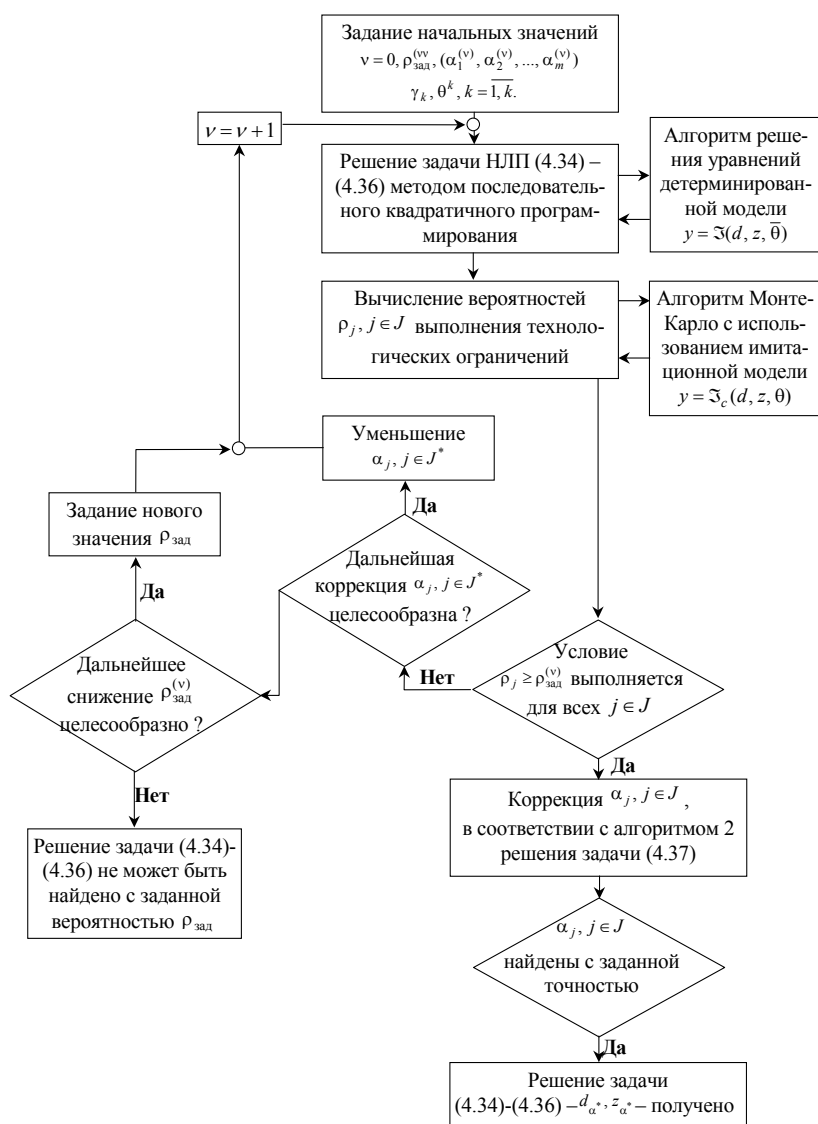 Задание начальных значений
ν = 0, ρ_зад^(νν), (α_1^(ν), α_2^(ν), ..., α_m^(ν))
γ_k, θ^k, k = \overline{1, k}.
ν = ν + 1
Решение задачи НЛП (4.34) –
(4.36) методом последователь-
ного квадратичного програм-
мирования
Алгоритм реше-
ния уравнений
детерминирован-
ной модели
y = ℑ(d, z, \overline{θ})
Вычисление вероятностей
ρ_j, j ∈ J выполнения техноло-
гических ограничений
Алгоритм Монте-
Карло с исполь-
зованием имита-
ционной модели
y = ℑ_c(d, z, θ)
Уменьшение
α_j, j ∈ J^*
Да
Задание нового
значения ρ_зад
Да
Дальнейшая
коррекция α_j, j ∈ J^*
целесообразна ?
Нет
Дальнейшее
снижение ρ_зад^(ν)
целесообразно ?
Нет
Решение задачи (4.34)-
(4.36) не может быть
найдено с заданной
вероятностью ρ_зад
Условие
ρ_j ≥ ρ_зад^(ν) выполняется
для всех j ∈ J
Да
Коррекция α_j, j ∈ J ,
в соответствии с алгоритмом 2
решения задачи (4.37)
α_j, j ∈ J
найдены с заданной
точностью
Да
Решение задачи
(4.34)-(4.36) – d_α^*, z_α^* – получено